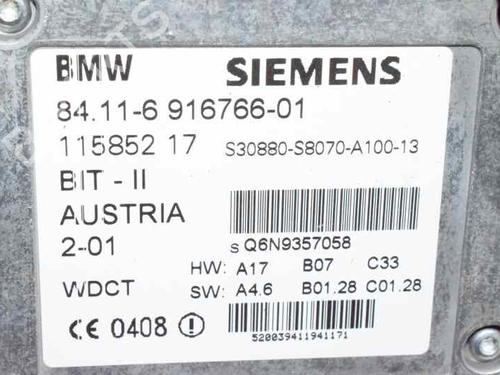 BMW SIEMENS
84.11-6 916766-01
115852 17 S30880-S8070-A100-13
BIT - II
AUSTRIA
2-01 S Q6N9357058
HW: A17 B07 C33
WDCT SW: A4.6 B01.28 C01.28
CE 0408 !
520039411941171